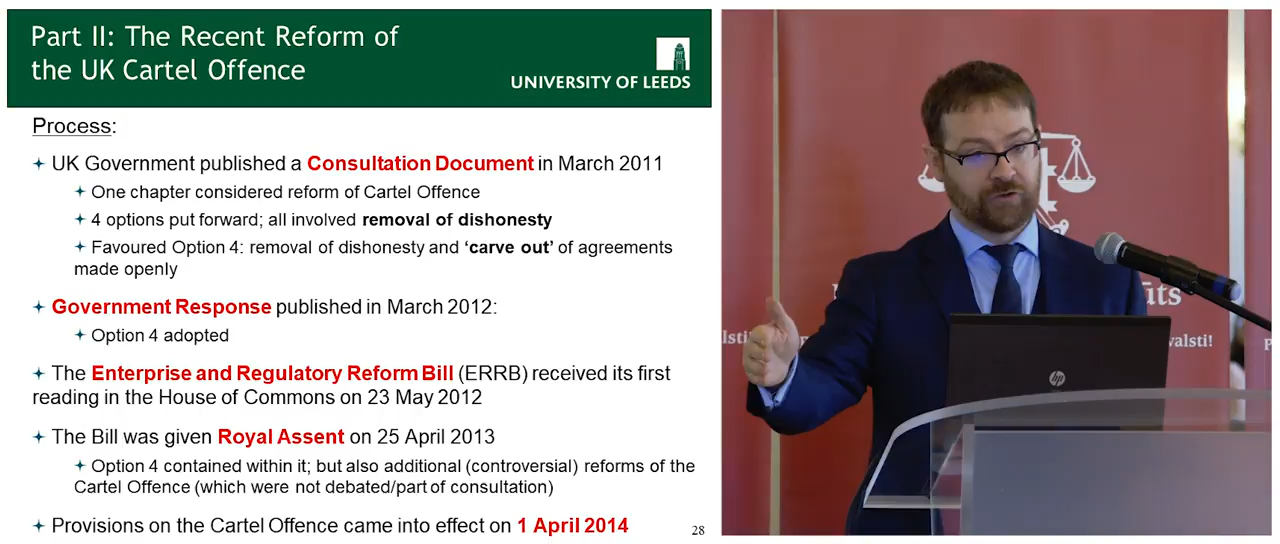 Part II: The Recent Reform of
the UK Cartel Offence
UNIVERSITY OF LEEDS
Process:
UK Government published a Consultation Document in March 2011
One chapter considered reform of Cartel Offence
4 options put forward; all involved removal of dishonesty
Favoured Option 4: removal of dishonesty and ‘carve out’ of agreements
made openly
Government Response published in March 2012:
Option 4 adopted
The Enterprise and Regulatory Reform Bill (ERRB) received its first
reading in the House of Commons on 23 May 2012
The Bill was given Royal Assent on 25 April 2013
Option 4 contained within it; but also additional (controversial) reforms of the
Cartel Offence (which were not debated/part of consultation)
Provisions on the Cartel Offence came into effect on 1 April 2014
28
ūts
lsti!
valsti!
hp